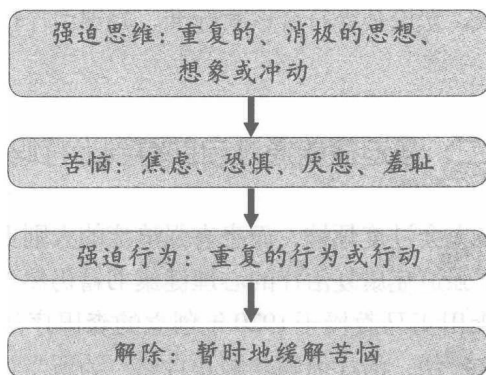 强迫思维：重复的、消极的思想、
想象或冲动
苦恼：焦虑、恐惧、厌恶、羞耻
强迫行为：重复的行为或行动
解除：暂时地缓解苦恼